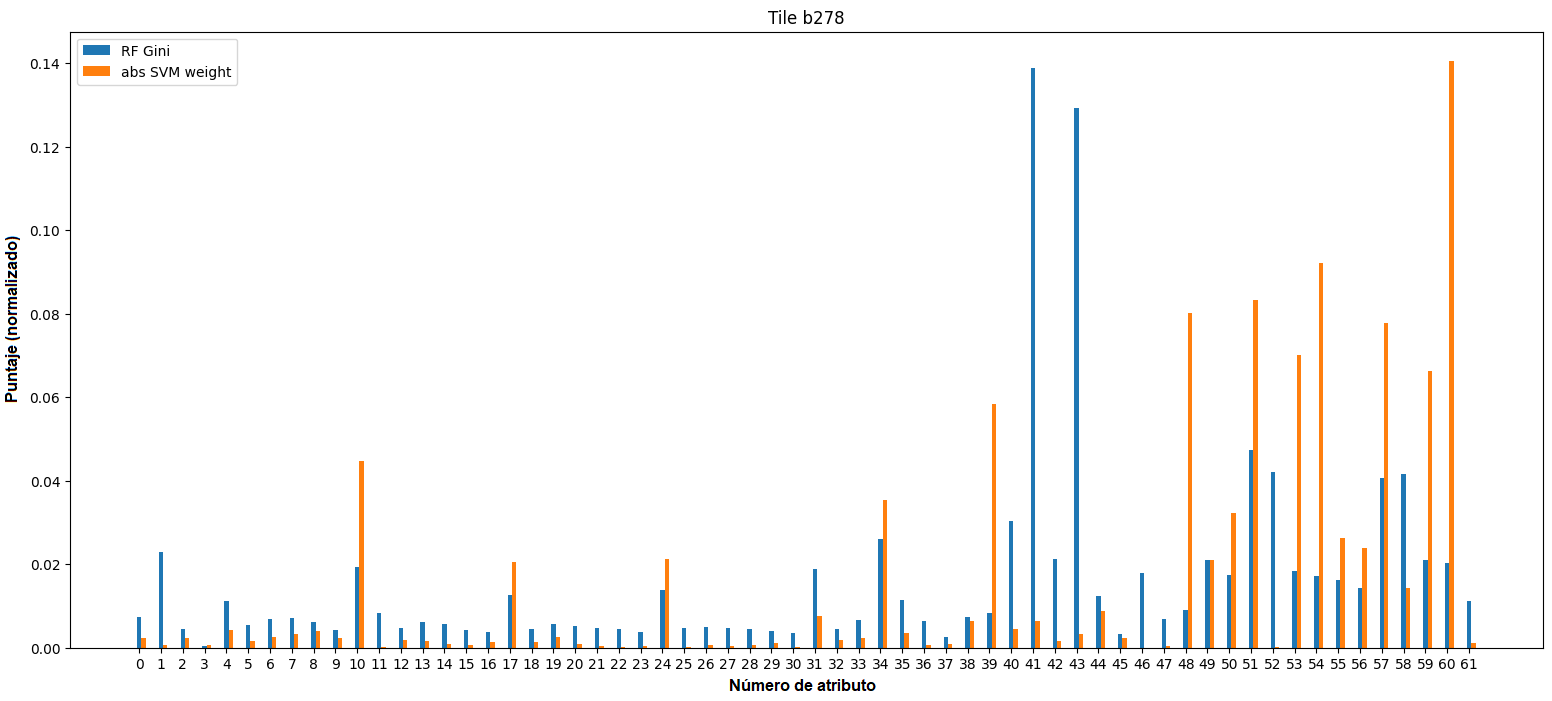 Tile b278
RF Gini
abs SVM weight
Puntaje (normalizado)
0.14
0.12
0.10
0.08
0.06
0.04
0.02
0.00
0 1 2 3 4 5 6 7 8 9 10 11 12 13 14 15 16 17 18 19 20 21 22 23 24 25 26 27 28 29 30 31 32 33 34 35 36 37 38 39 40 41 42 43 44 45 46 47 48 49 50 51 52 53 54 55 56 57 58 59 60 61
Número de atributo